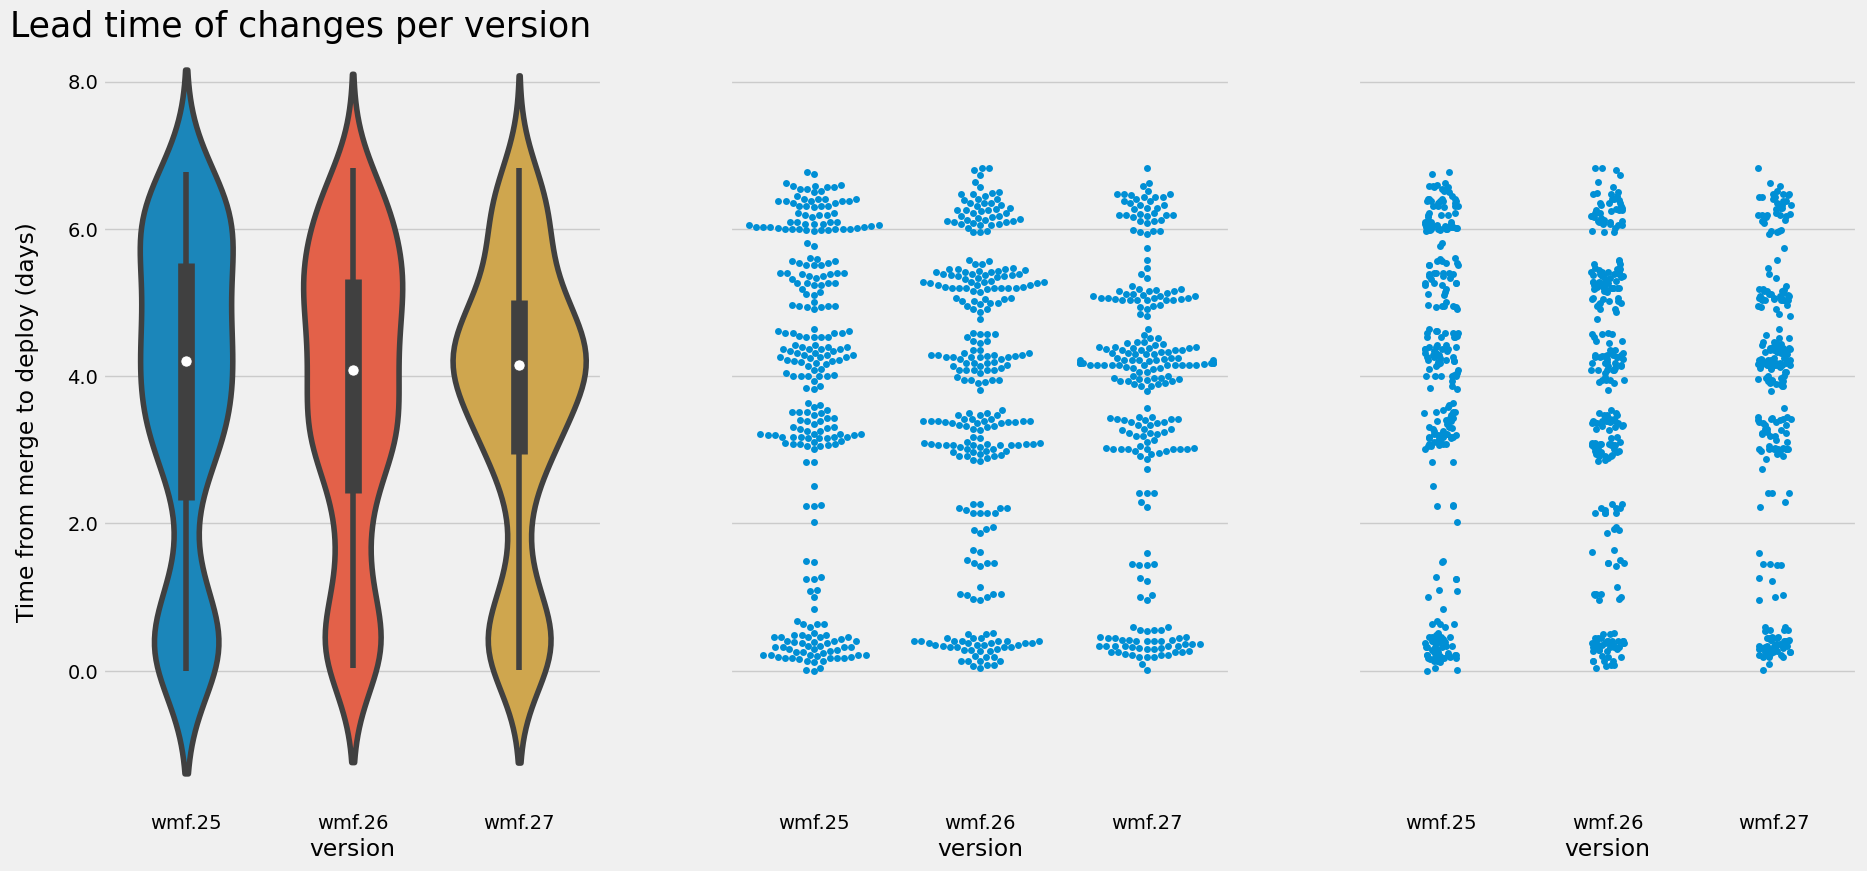 Lead time of changes per version
Time from merge to deploy (days)
8.0
6.0
4.0
2.0
0.0
wmf.25 wmf.26 wmf.27
version
wmf.25 wmf.26 wmf.27
version
wmf.25 wmf.26 wmf.27
version